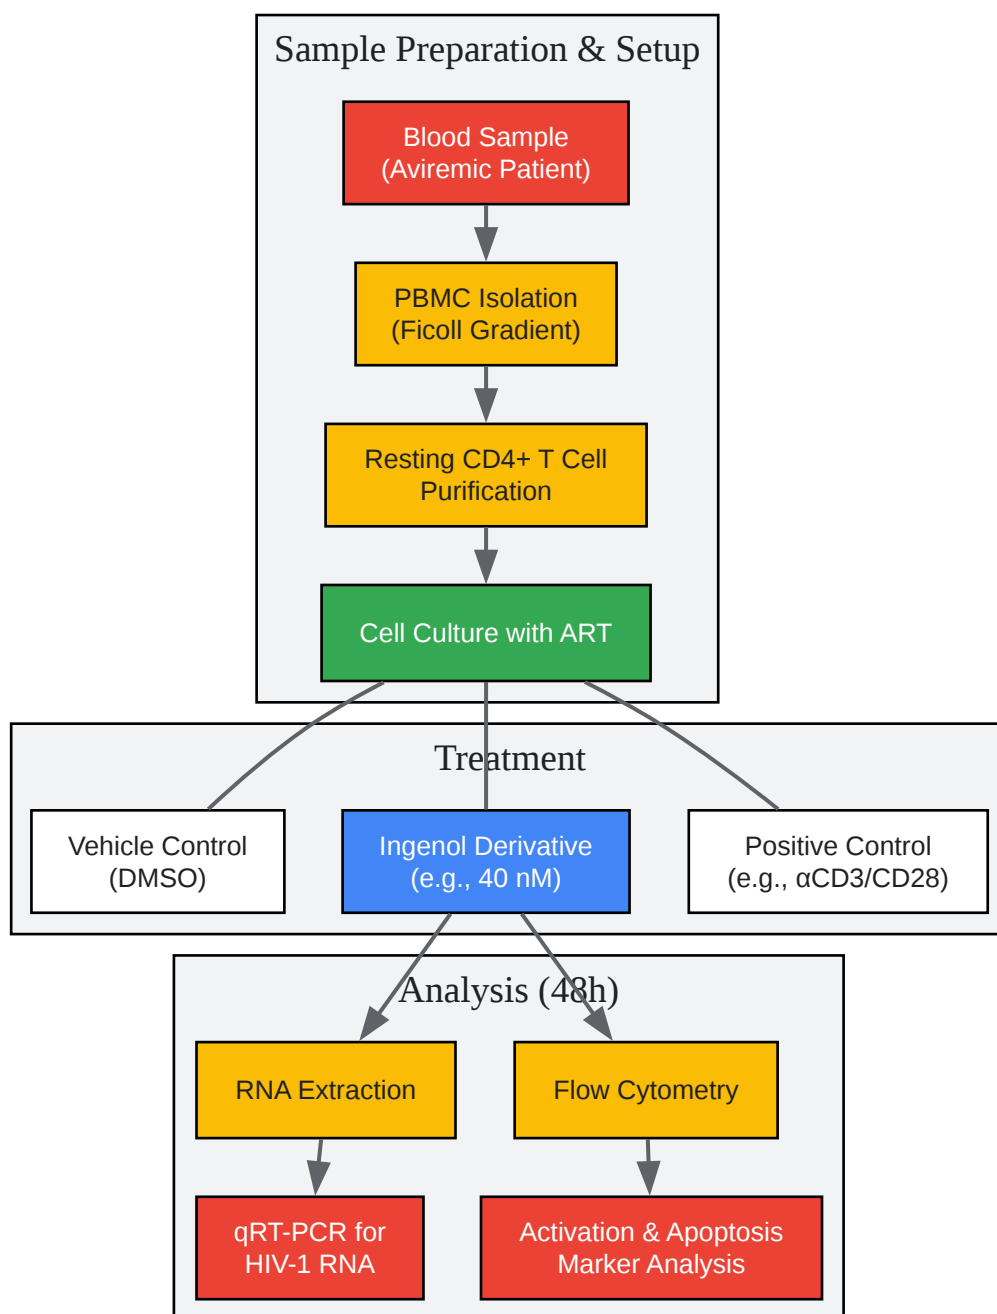 Sample Preparation & Setup
Blood Sample
(Aviremic Patient)
PBMC Isolation
(Ficoll Gradient)
Resting CD4+ T Cell
Purification
Cell Culture with ART
Treatment
Vehicle Control
(DMSO)
Ingenol Derivative
(e.g., 40 nM)
Positive Control
(e.g., αCD3/CD28)
Analysis (48h)
RNA Extraction
Flow Cytometry
qRT-PCR for
HIV-1 RNA
Activation & Apoptosis
Marker Analysis